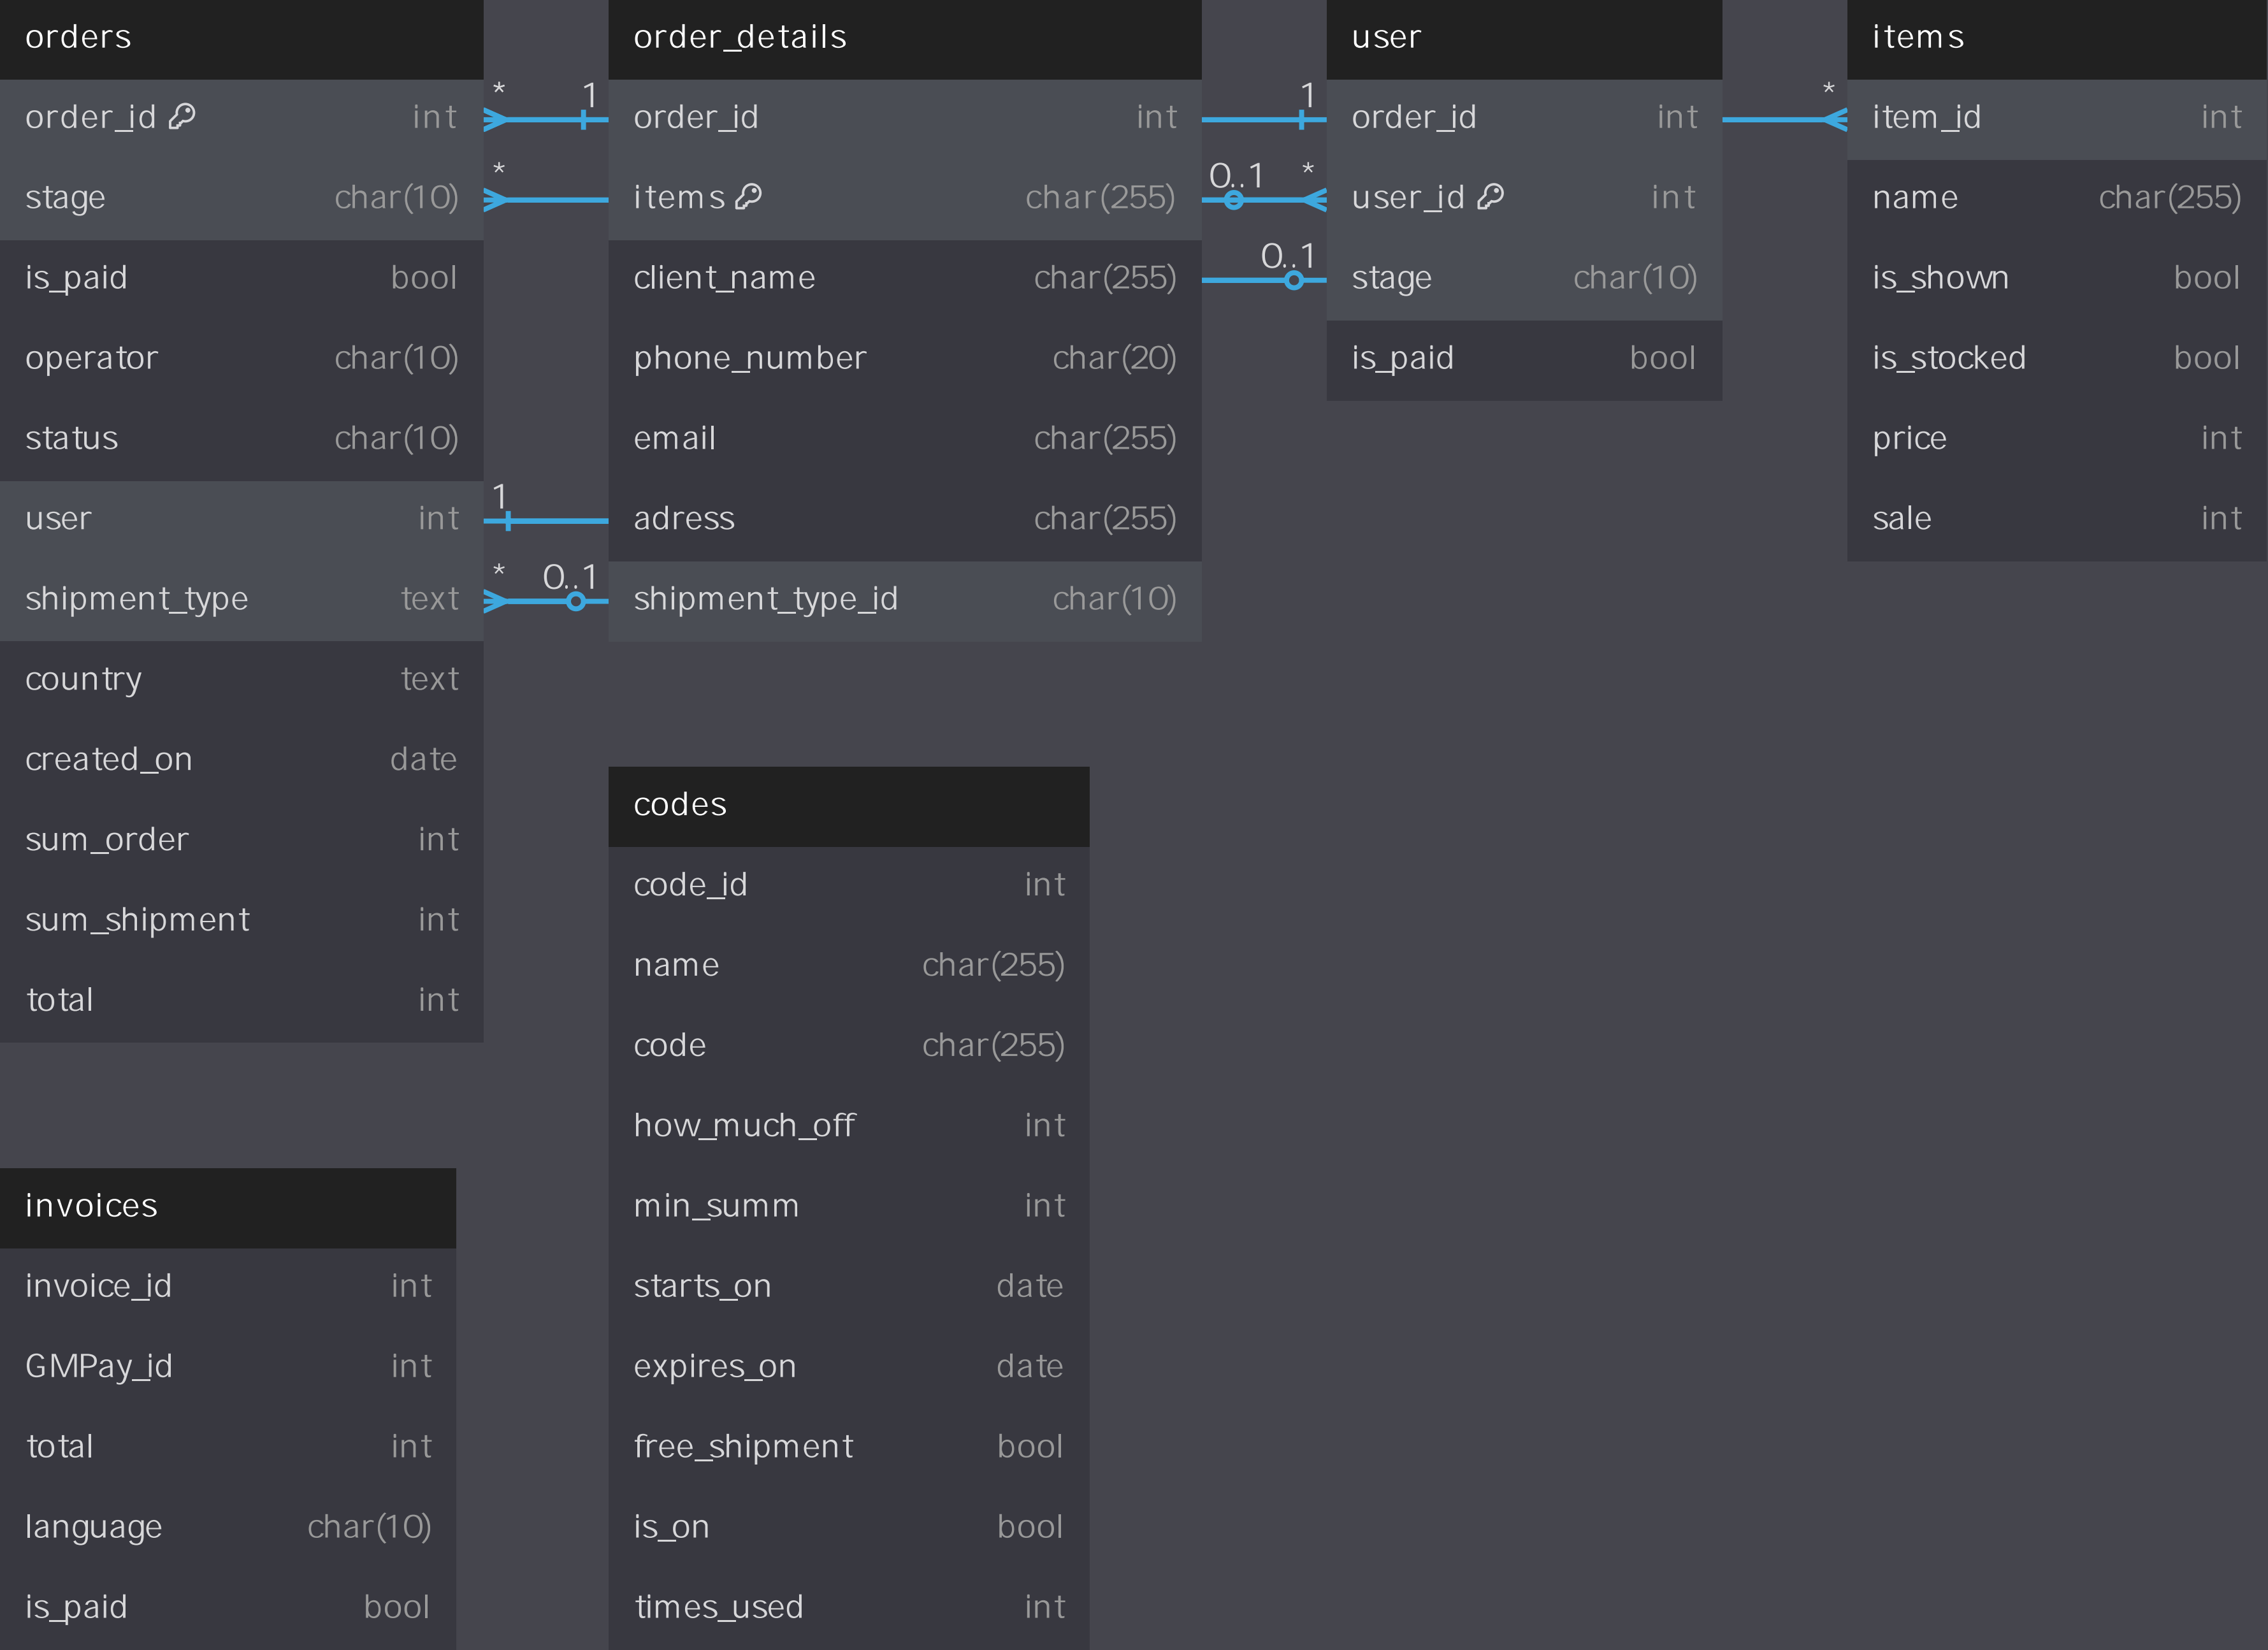 orders
order_id int
stage char(10)
is_paid bool
operator char(10)
status char(10)
user int
shipment_type text
country text
created_on date
sum_order int
sum_shipment int
total int
* 1
*
1
* 0..1
order_details
order_id int
items char(255)
client_name char(255)
phone_number char(20)
email char(255)
adress char(255)
shipment_type_id char(10)
1
0..1 *
0..1
user
order_id int
user_id int
stage char(10)
is_paid bool
*
items
item_id int
name char(255)
is_shown bool
is_stocked bool
price int
sale int
codes
code_id int
name char(255)
code char(255)
how_much_off int
min_summ int
starts_on date
expires_on date
free_shipment bool
is_on bool
times_used int
invoices
invoice_id int
GMPay_id int
total int
language char(10)
is_paid bool